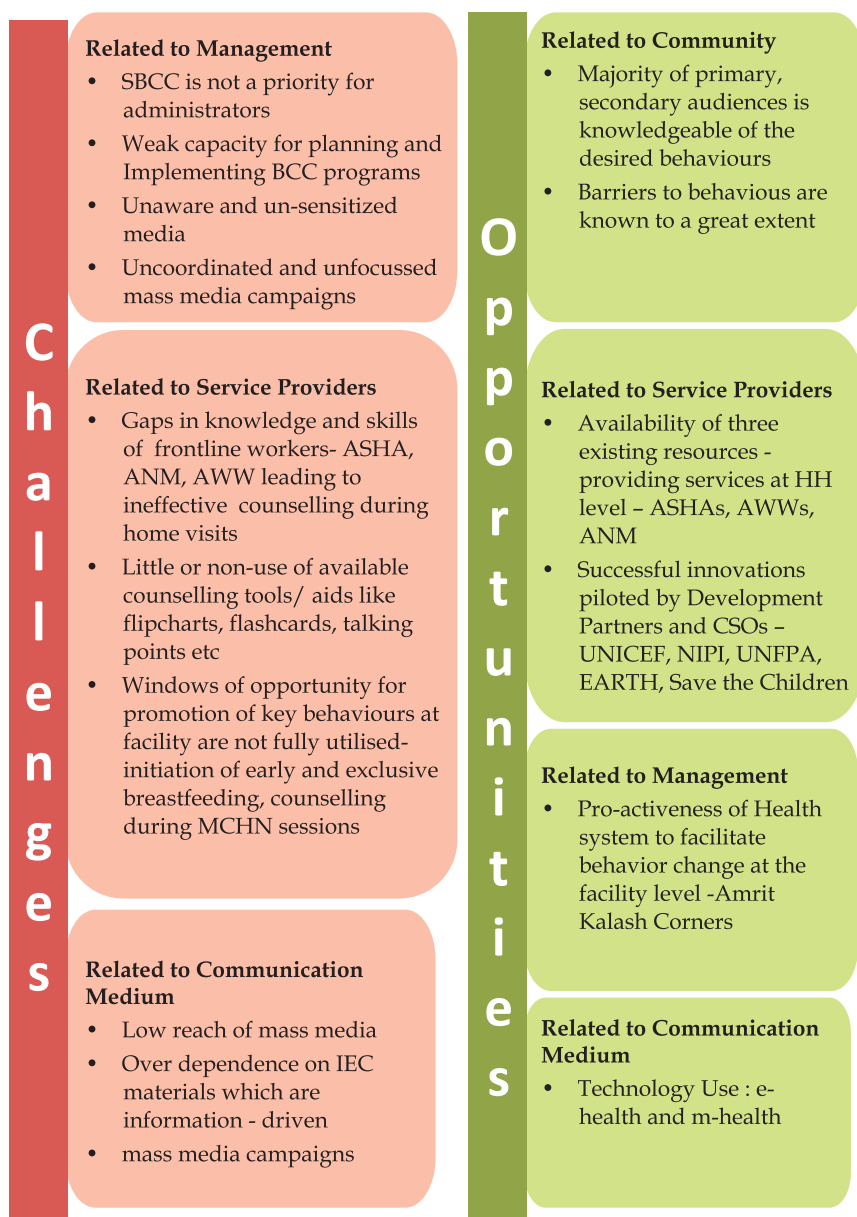 Challenges
Related to Management
• SBCC is not a priority for
administrators
• Weak capacity for planning and
Implementing BCC programs
• Unaware and un-sensitized
media
• Uncoordinated and unfocussed
mass media campaigns
Related to Service Providers
• Gaps in knowledge and skills
of frontline workers- ASHA,
ANM, AWW leading to
ineffective counselling during
home visits
• Little or non-use of available
counselling tools/ aids like
flipcharts, flashcards, talking
points etc
• Windows of opportunity for
promotion of key behaviours at
facility are not fully utilised-
initiation of early and exclusive
breastfeeding, counselling
during MCHN sessions
Related to Communication
Medium
• Low reach of mass media
• Over dependence on IEC
materials which are
information - driven
• mass media campaigns
Opportunities
Related to Community
• Majority of primary,
secondary audiences is
knowledgeable of the
desired behaviours
• Barriers to behavious are
known to a great extent
Related to Service Providers
• Availability of three
existing resources -
providing services at HH
level – ASHAs, AWWs,
ANM
• Successful innovations
piloted by Development
Partners and CSOs –
UNICEF, NIPI, UNFPA,
EARTH, Save the Children
Related to Management
• Pro-activeness of Health
system to facilitate
behavior change at the
facility level -Amrit
Kalash Corners
Related to Communication
Medium
• Technology Use : e-
health and m-health